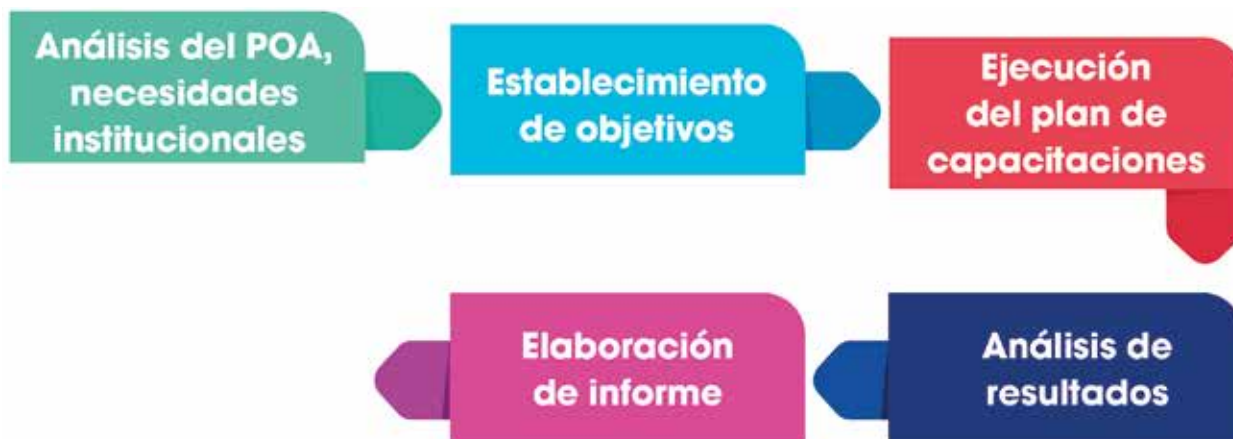 Análisis del POA,
necesidades
institucionales
Establecimiento
de objetivos
Ejecución
del plan de
capacitaciones
Análisis de
resultados
Elaboración
de informe